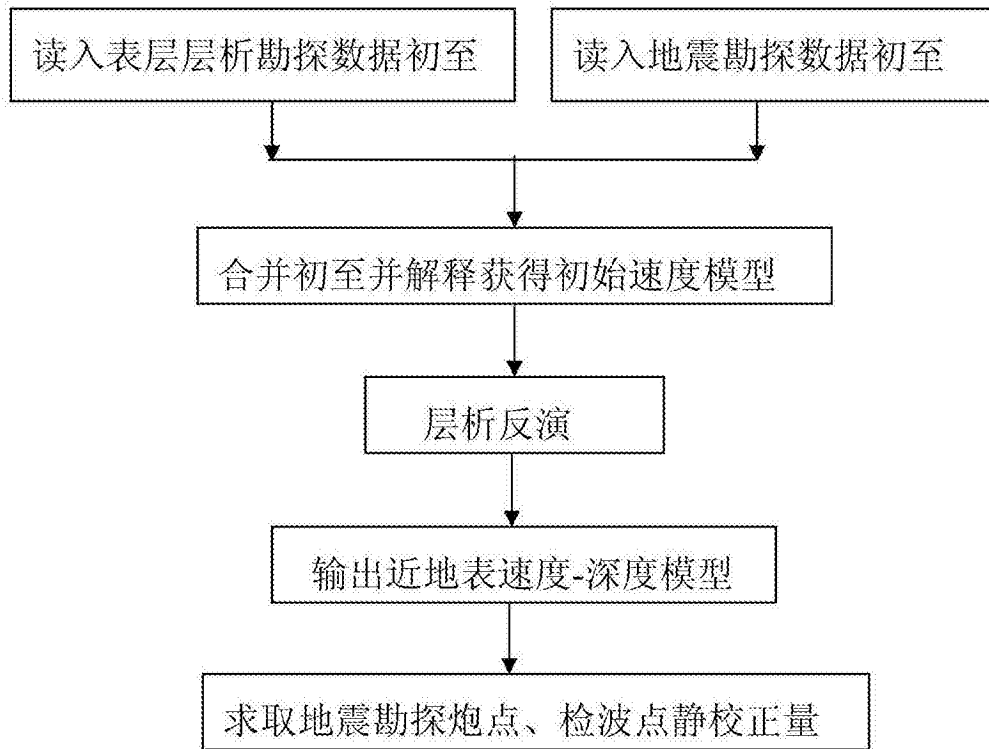 读入表层层析勘探数据初至
读入地震勘探数据初至
合并初至并解释获得初始速度模型
层析反演
输出近地表速度-深度模型
求取地震勘探炮点、检波点静校正量